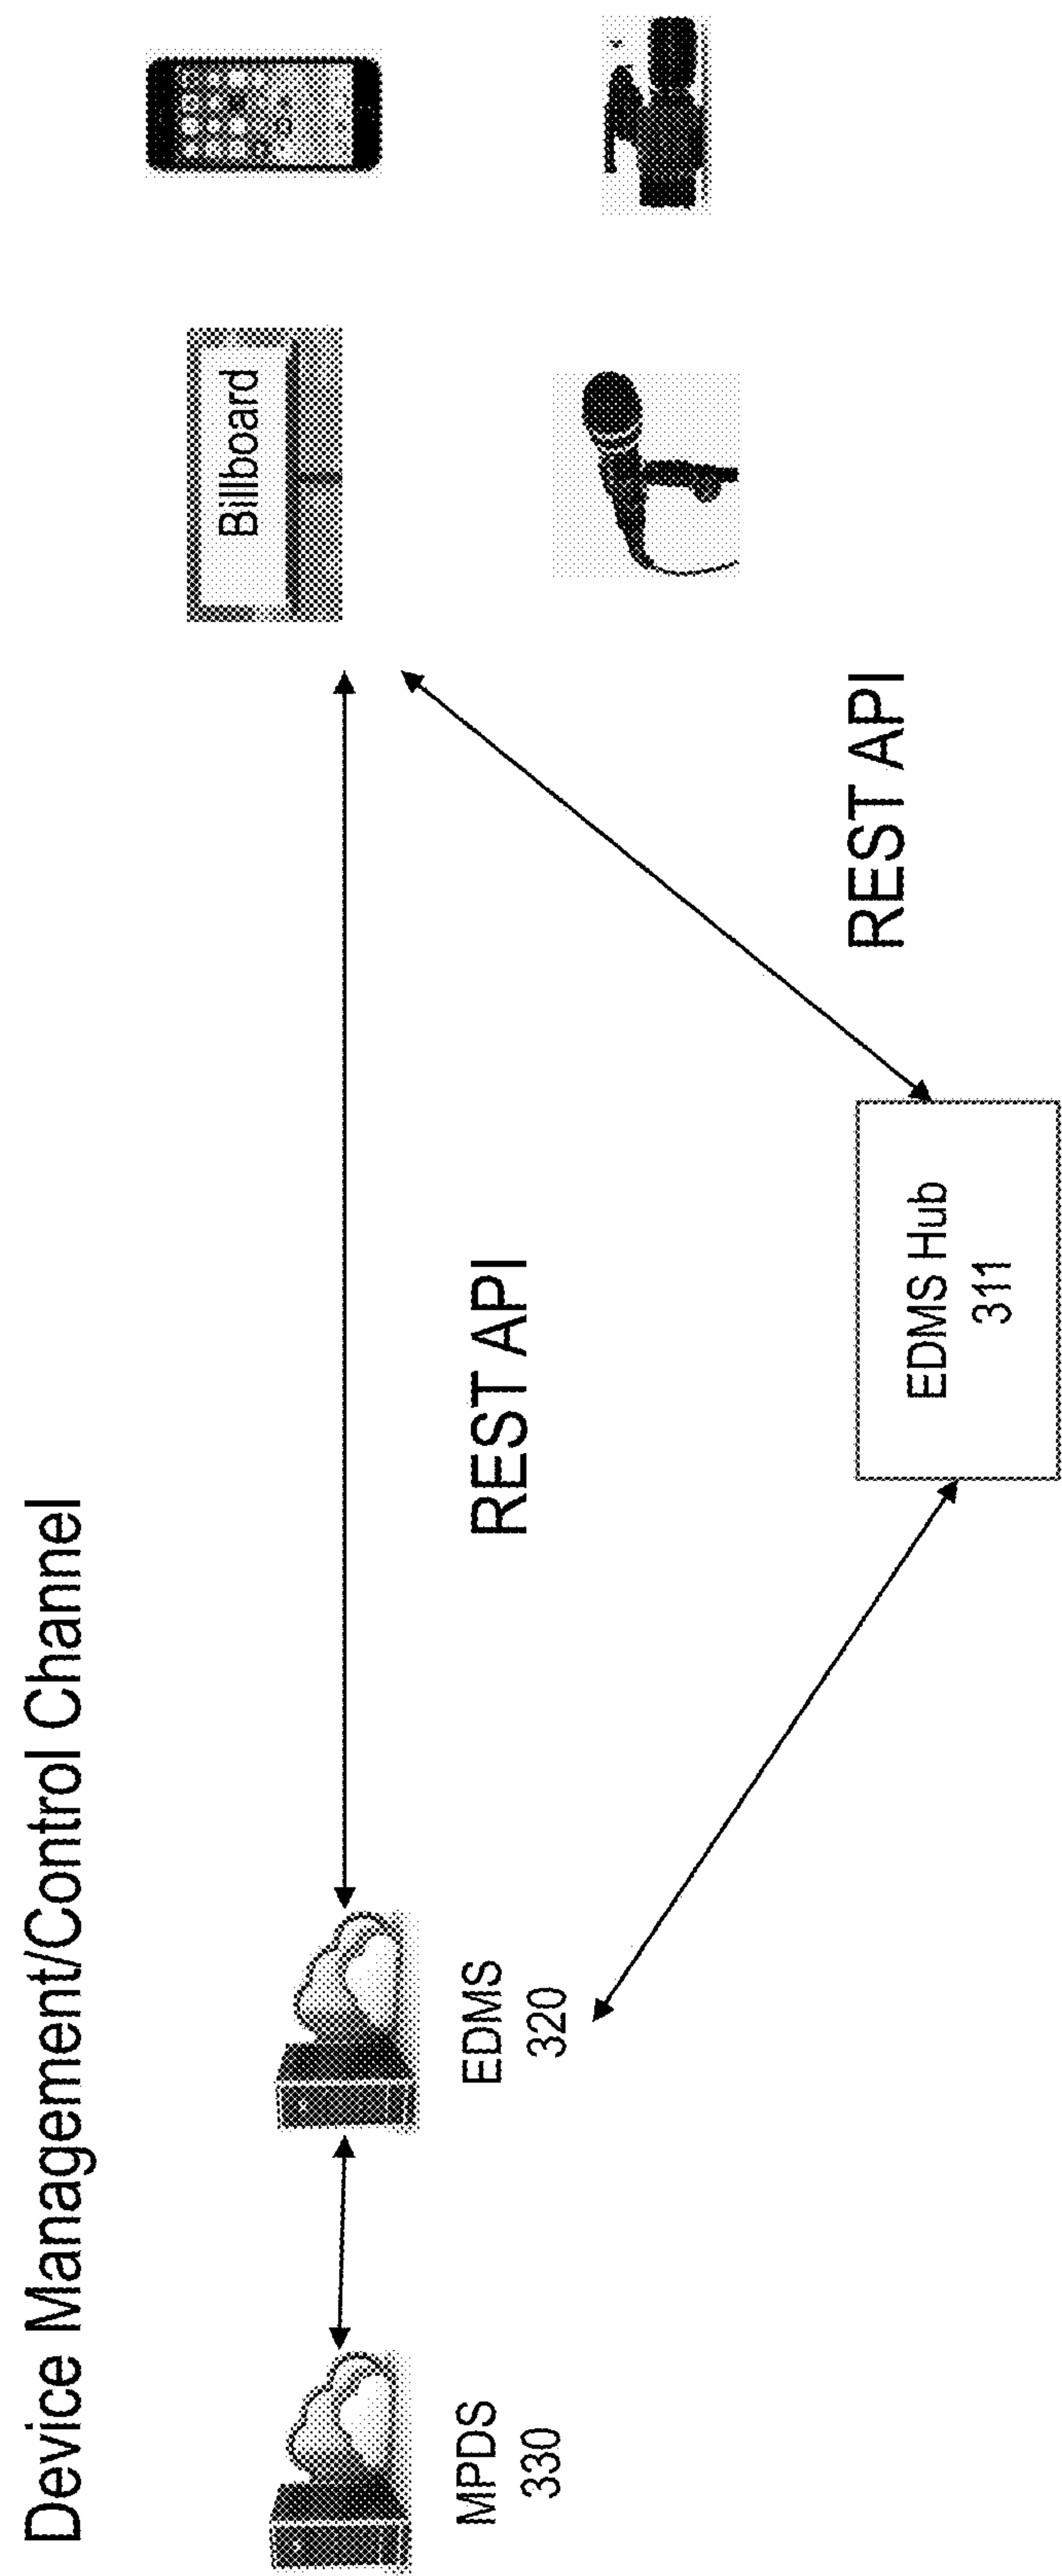 Device Management/Control Channel
MPDS
330
EDMS
320
REST API
EDMS Hub
311
REST API
Billboard